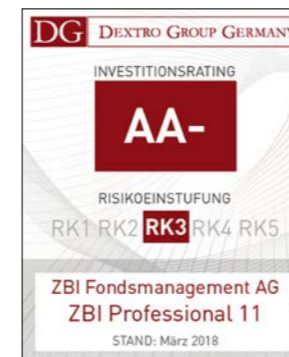 DG DEXTRO GROUP GERMANY
INVESTITIONSRATING
AA-
RISIKOEINSTUFUNG
RK1 RK2 RK3 RK4 RK5
ZBI Fondsmanagement AG
ZBI Professional 11
STAND: März 2018